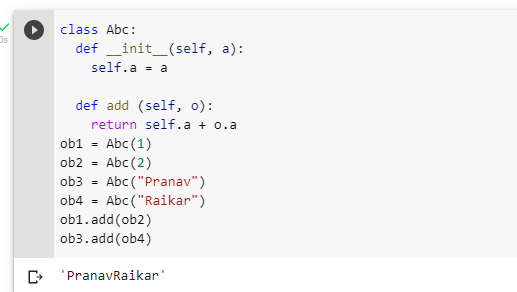 class Abc:
  def __init__(self, a):
    self.a = a

  def add (self, o):
    return self.a + o.a
ob1 = Abc(1)
ob2 = Abc(2)
ob3 = Abc("Pranav")
ob4 = Abc("Raikar")
ob1.add(ob2)
ob3.add(ob4)
0s
'PranavRaikar'